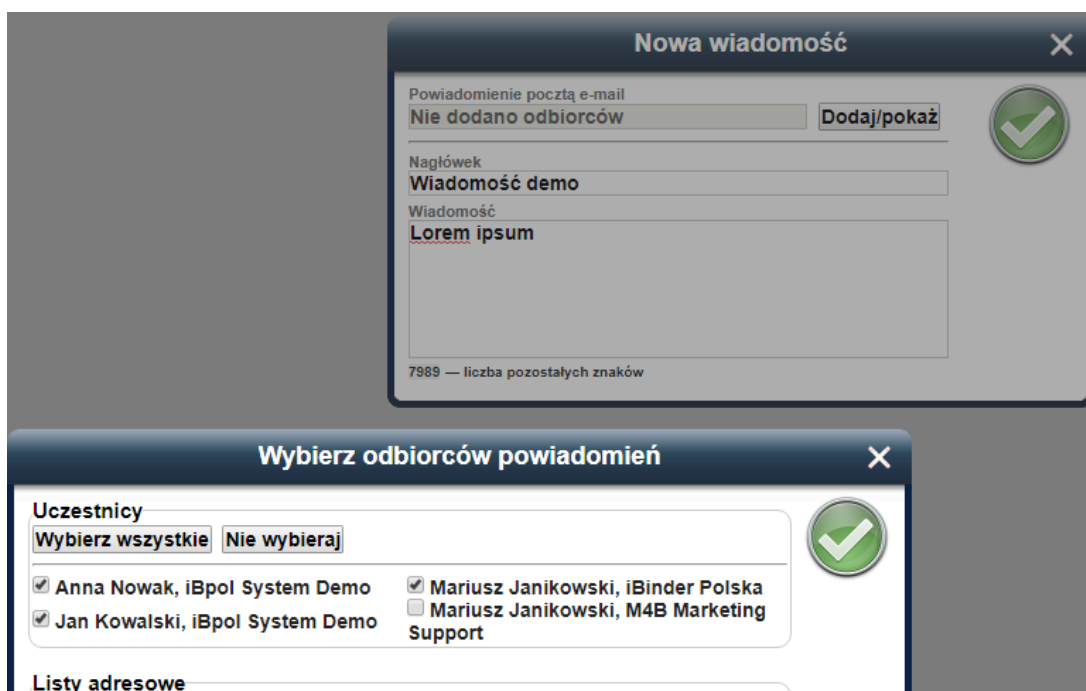 Nowa wiadomość
Powiadomienie pocztą e-mail
Nie dodano odbiorców
Dodaj/pokaż
Nagłówek
Wiadomość demo
Wiadomość
Lorem ipsum
7989 — liczba pozostałych znaków
Wybierz odbiorców powiadomień
Uczestnicy
Wybierz wszystkie Nie wybieraj
Anna Nowak, iBpol System Demo
Jan Kowalski, iBpol System Demo
Mariusz Janikowski, iBinder Polska
Mariusz Janikowski, M4B Marketing
Support
Listy adresowe